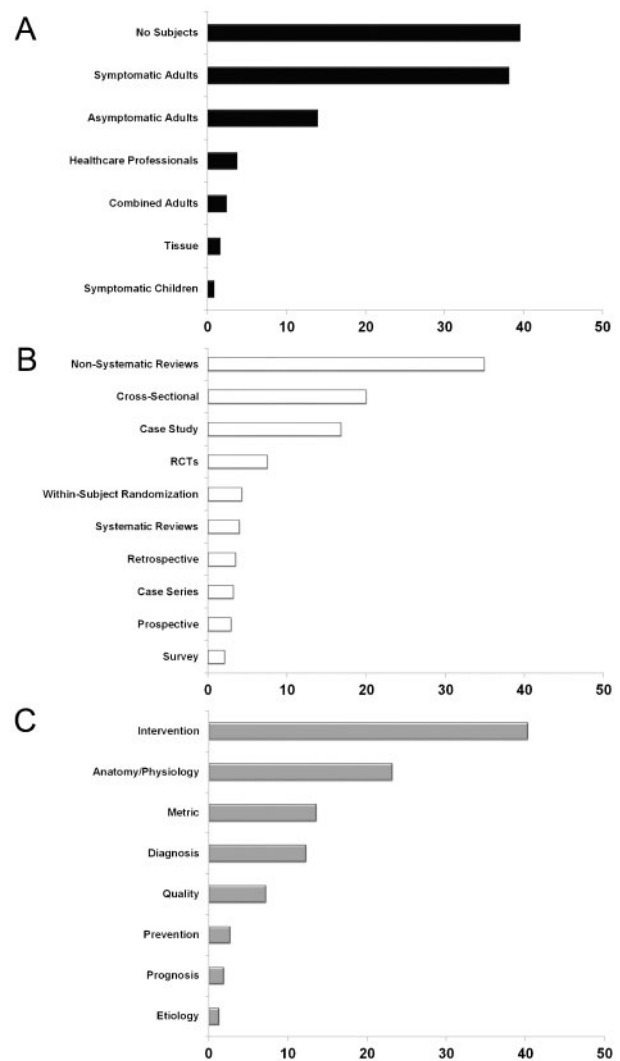 A
No Subjects
Symptomatic Adults
Asymptomatic Adults
Healthcare Professionals
Combined Adults
Tissue
Symptomatic Children
0 10 20 30 40 50
B
Non-Systematic Reviews
Cross-Sectional
Case Study
RCTs
Within-Subject Randomization
Systematic Reviews
Retrospective
Case Series
Prospective
Survey
0 10 20 30 40 50
C
Intervention
Anatomy/Physiology
Metric
Diagnosis
Quality
Prevention
Prognosis
Etiology
0 10 20 30 40 50